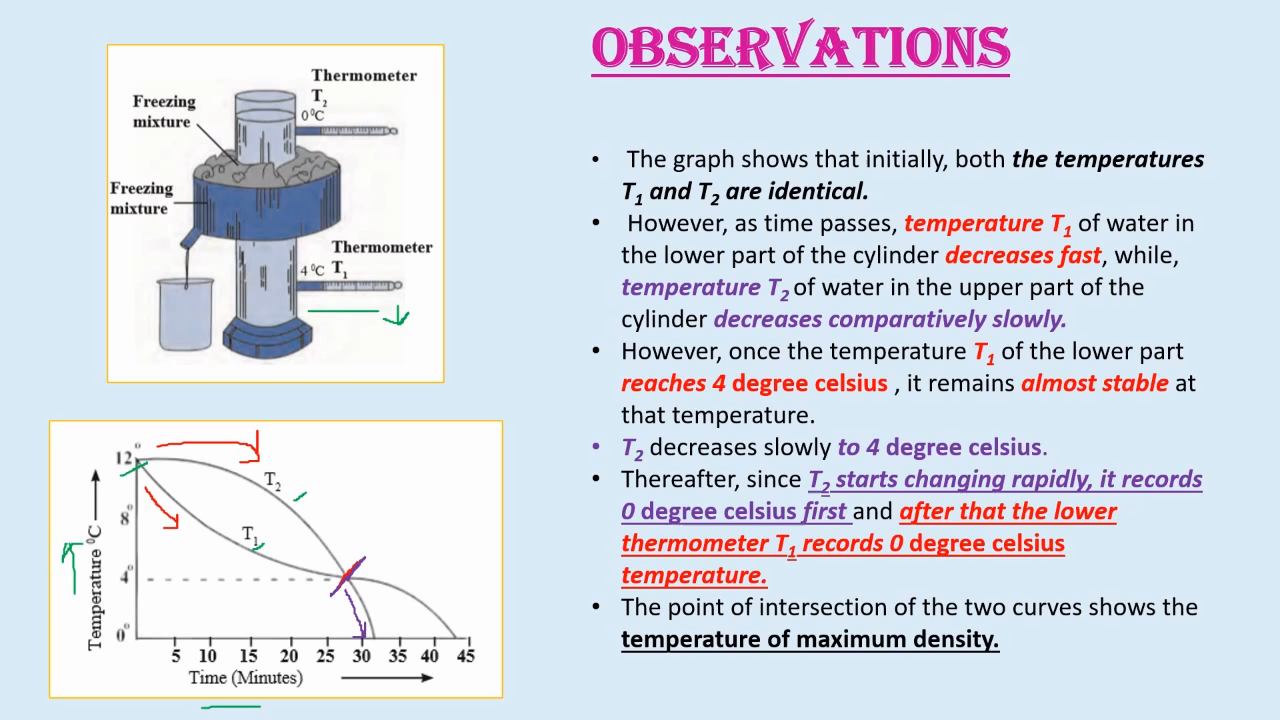 OBSERVATIONS
Thermometer
T2
0 ⁰C
Freezing
mixture
Freezing
mixture
Thermometer
4 ⁰C T1
• The graph shows that initially, both the temperatures
T1 and T2 are identical.
• However, as time passes, temperature T1 of water in
the lower part of the cylinder decreases fast, while,
temperature T2 of water in the upper part of the
cylinder decreases comparatively slowly.
• However, once the temperature T1 of the lower part
reaches 4 degree celsius , it remains almost stable at
that temperature.
• T2 decreases slowly to 4 degree celsius.
• Thereafter, since T2 starts changing rapidly, it records
0 degree celsius first and after that the lower
thermometer T1 records 0 degree celsius
temperature.
• The point of intersection of the two curves shows the
temperature of maximum density.
Temperature ⁰C
12°
8°
4°
0°
T2
T1
5 10 15 20 25 30 35 40 45
Time (Minutes)